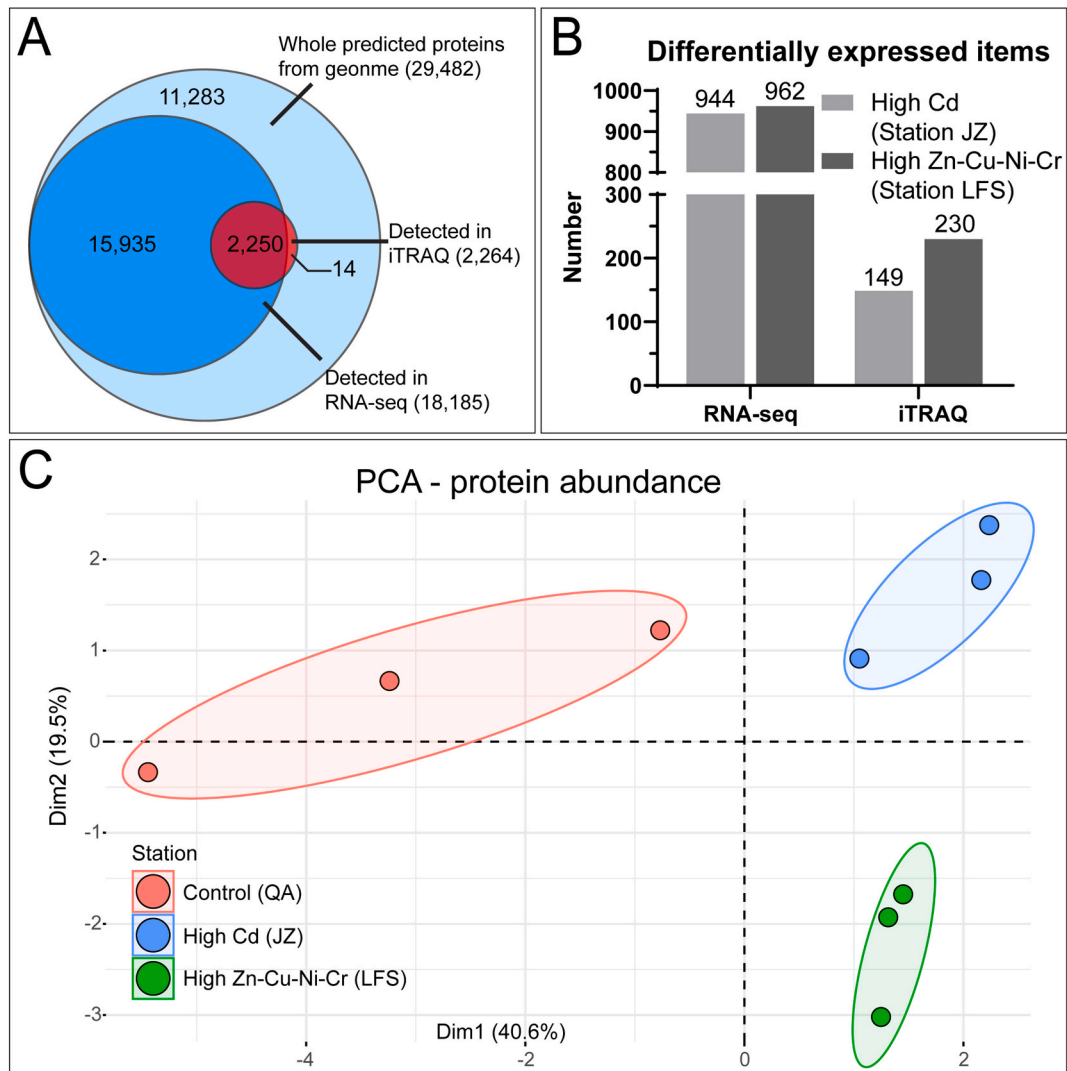 A
Whole predicted proteins
from geonme (29,482)
11,283
15,935
2,250
Detected in
iTRAQ (2,264)
14
Detected in
RNA-seq (18,185)
B
Differentially expressed items
Number
1000
900
800
300
200
100
0
944
962
149
230
High Cd
(Station JZ)
High Zn-Cu-Ni-Cr
(Station LFS)
RNA-seq
iTRAQ
C
PCA - protein abundance
Dim2 (19.5%)
2
1
0
-1
-2
-3
Station
Control (QA)
High Cd (JZ)
High Zn-Cu-Ni-Cr (LFS)
Dim1 (40.6%)
-4
-2
0
2